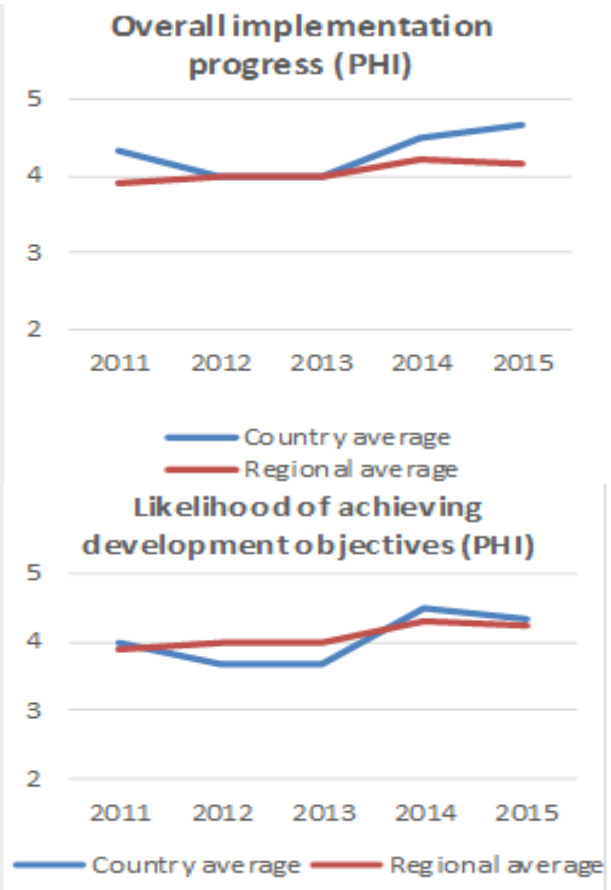 Overall implementation
progress (PHI)
5
4
3
2
2011 2012 2013 2014 2015
Country average
Regional average
Likelihood of achieving
development objectives (PHI)
5
4
3
2
2011 2012 2013 2014 2015
Country average Regional average